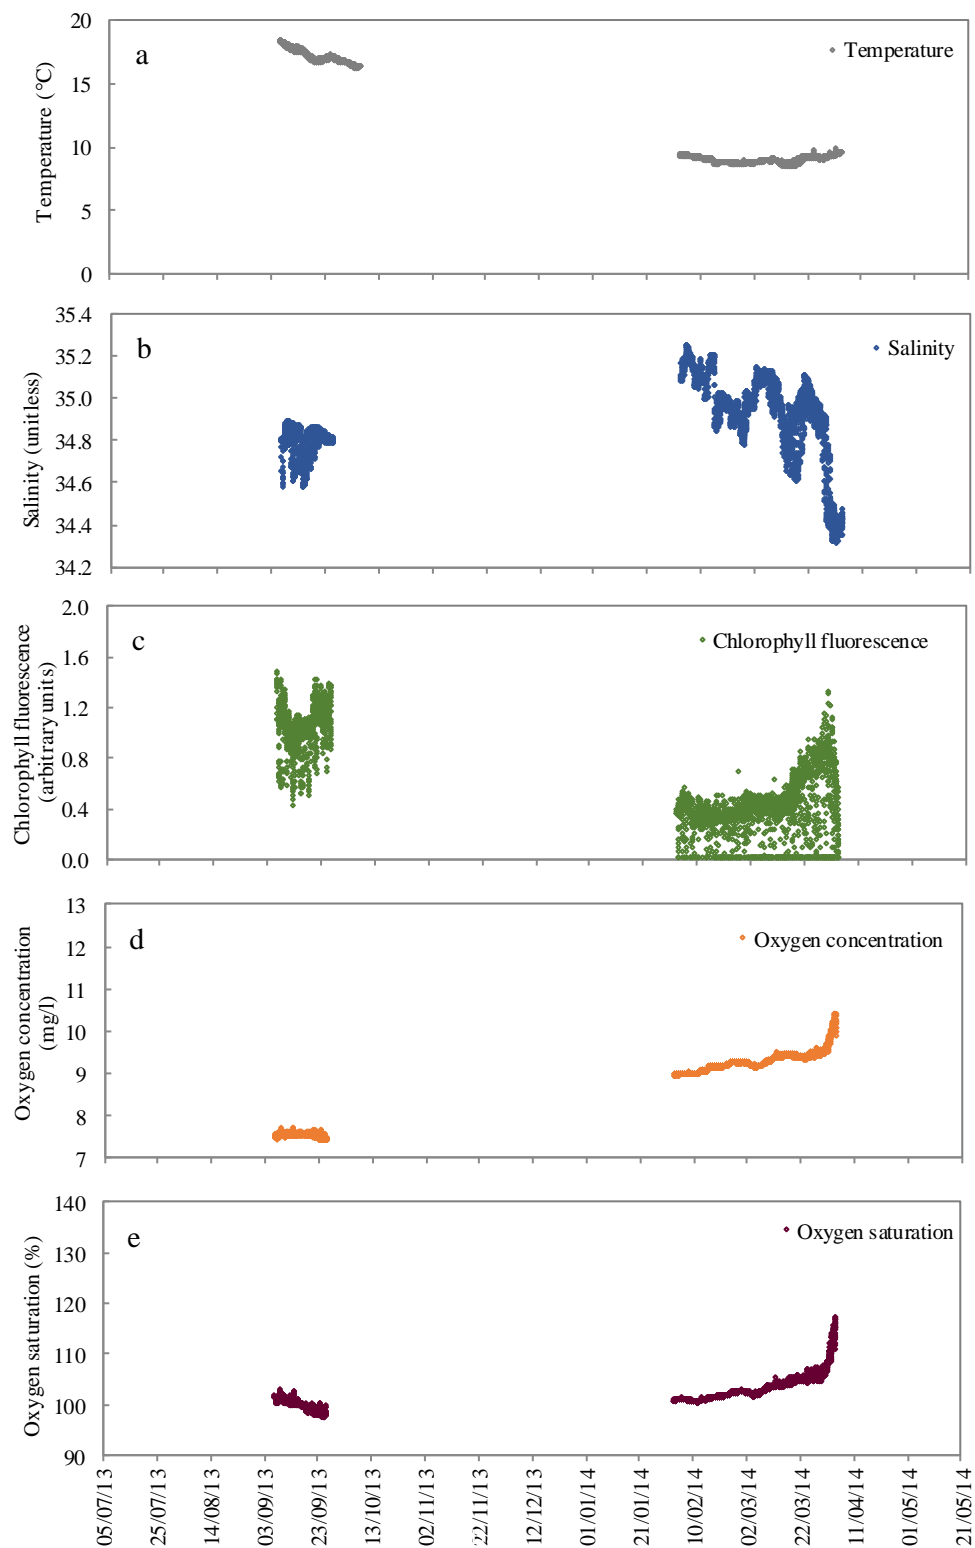 20
15
10
5
0
Temperature (°C)
a
Temperature
35.4
35.2
35.0
34.8
34.6
34.4
34.2
Salinity (unitless)
b
Salinity
2.0
1.6
1.2
0.8
0.4
0.0
Chlorophyll fluorescence
(arbitrary units)
c
Chlorophyll fluorescence
13
12
11
10
9
8
7
Oxygen concentration
(mg/l)
d
Oxygen concentration
140
130
120
110
100
90
Oxygen saturation (%)
e
Oxygen saturation
05/07/13
25/07/13
14/08/13
03/09/13
23/09/13
13/10/13
02/11/13
22/11/13
12/12/13
01/01/14
21/01/14
10/02/14
02/03/14
22/03/14
11/04/14
01/05/14
21/05/14